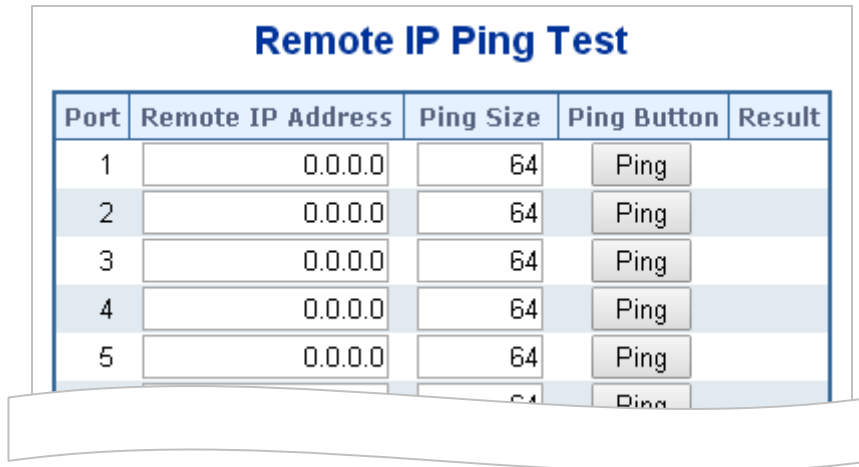 Remote IP Ping Test
Port Remote IP Address Ping Size Ping Button Result
1 0.0.0.0 64 Ping
2 0.0.0.0 64 Ping
3 0.0.0.0 64 Ping
4 0.0.0.0 64 Ping
5 0.0.0.0 64 Ping
64 Ping